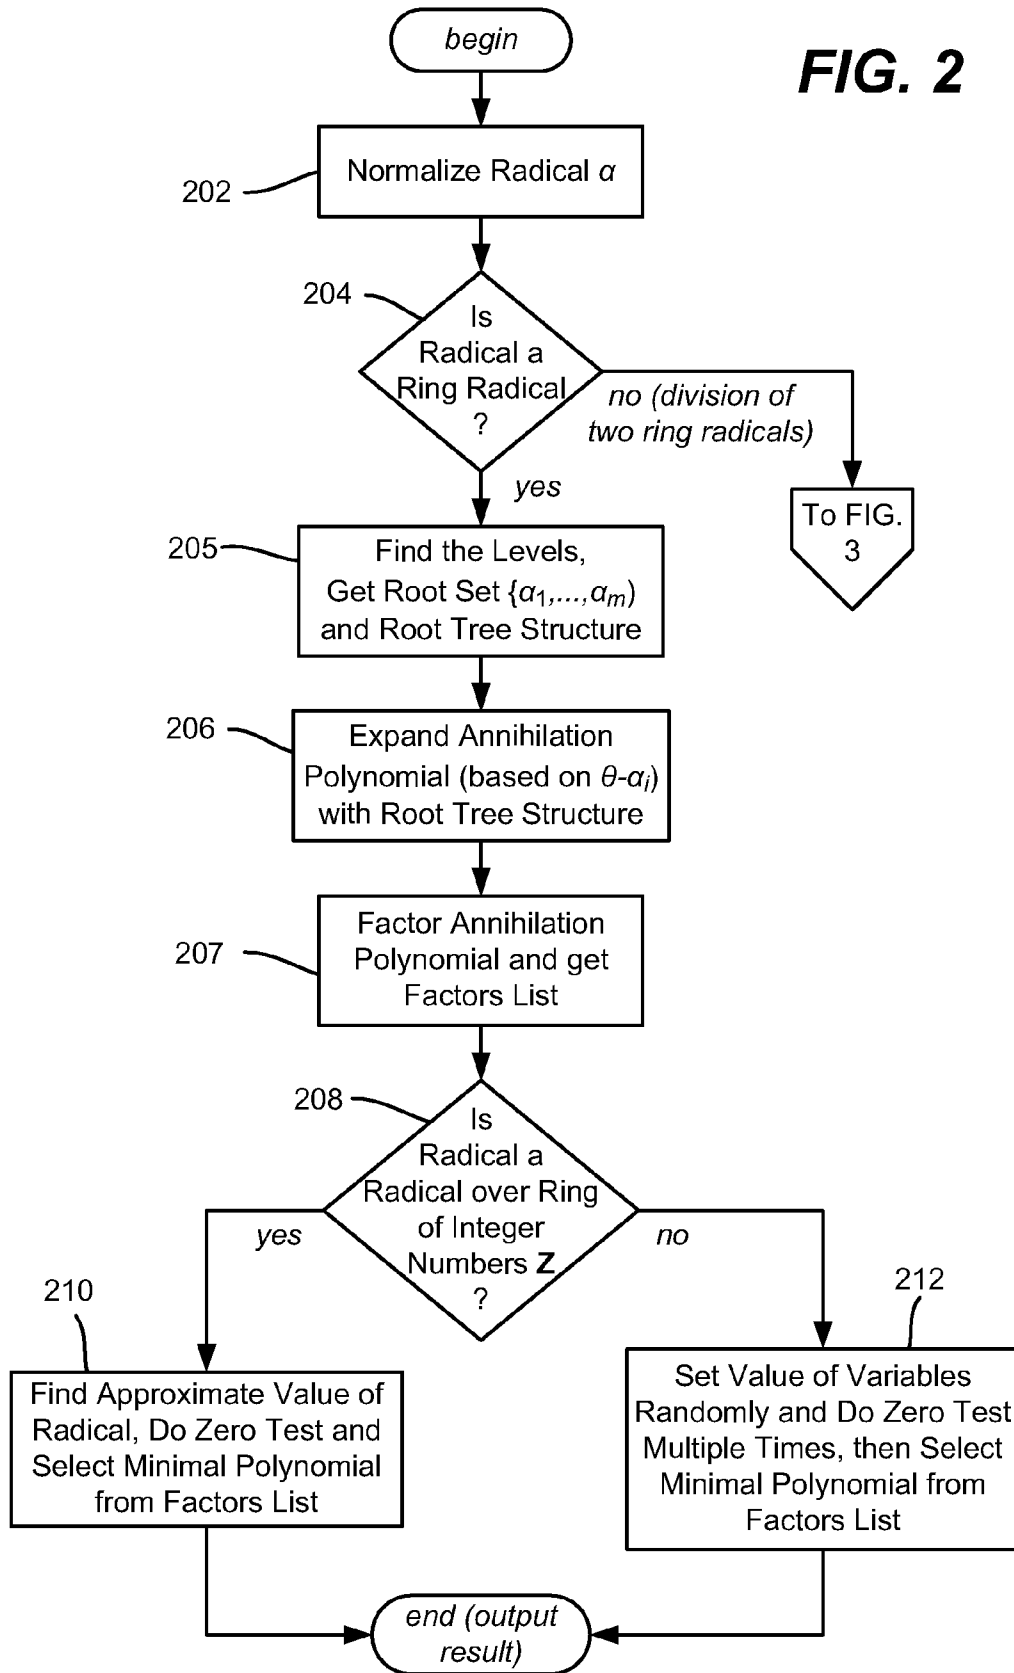 begin
FIG. 2
202
Normalize Radical α
204
Is
Radical a
Ring Radical
?
no (division of
two ring radicals)
yes
To FIG.
3
205
Find the Levels,
Get Root Set {α1,...,αm)
and Root Tree Structure
206
Expand Annihilation
Polynomial (based on θ-αi)
with Root Tree Structure
207
Factor Annihilation
Polynomial and get
Factors List
208
Is
Radical a
Radical over Ring
of Integer
Numbers Z
?
yes
no
210
Find Approximate Value of
Radical, Do Zero Test and
Select Minimal Polynomial
from Factors List
212
Set Value of Variables
Randomly and Do Zero Test
Multiple Times, then Select
Minimal Polynomial from
Factors List
end (output
result)